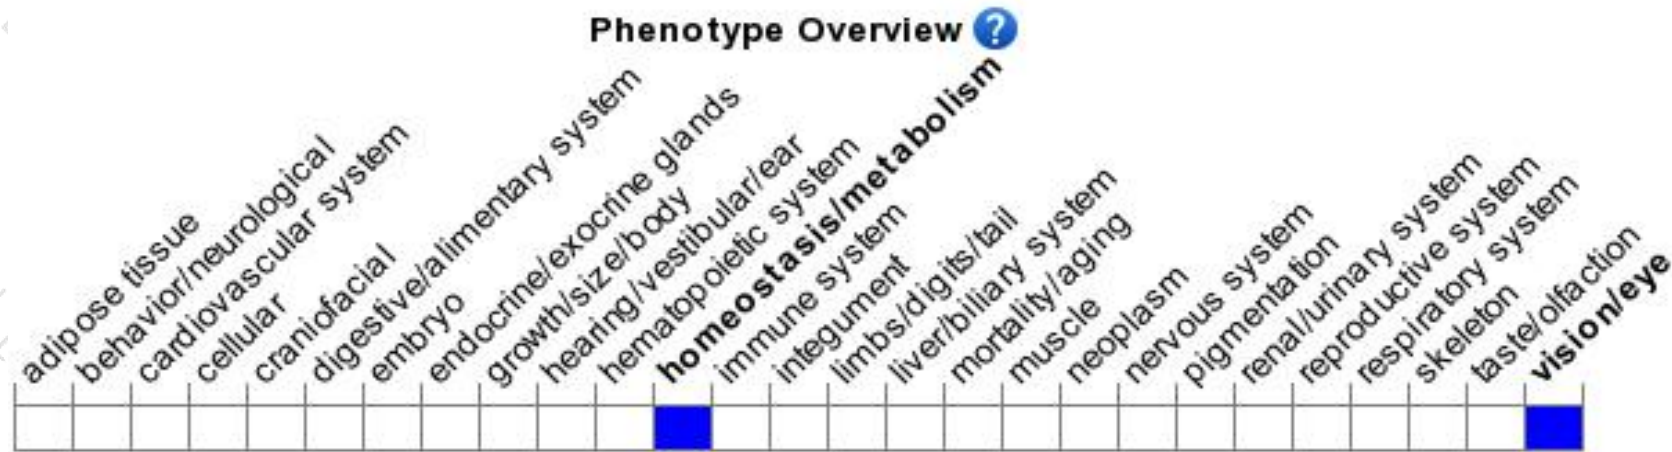 Phenotype Overview ?
adipose tissue
behavior/neurological
cardiovascular system
cellular
craniofacial
digestive/alimentary system
embryo
endocrine/exocrine glands
growth/size/body
hearing/vestibular/ear
hematopoietic system
homeostasis/metabolism
immune system
integument
limbs/digits/tail
liver/biliary system
mortality/aging
muscle
neoplasm
nervous system
pigmentation
renal/urinary system
reproductive system
respiratory system
skeleton
taste/olfaction
vision/eye